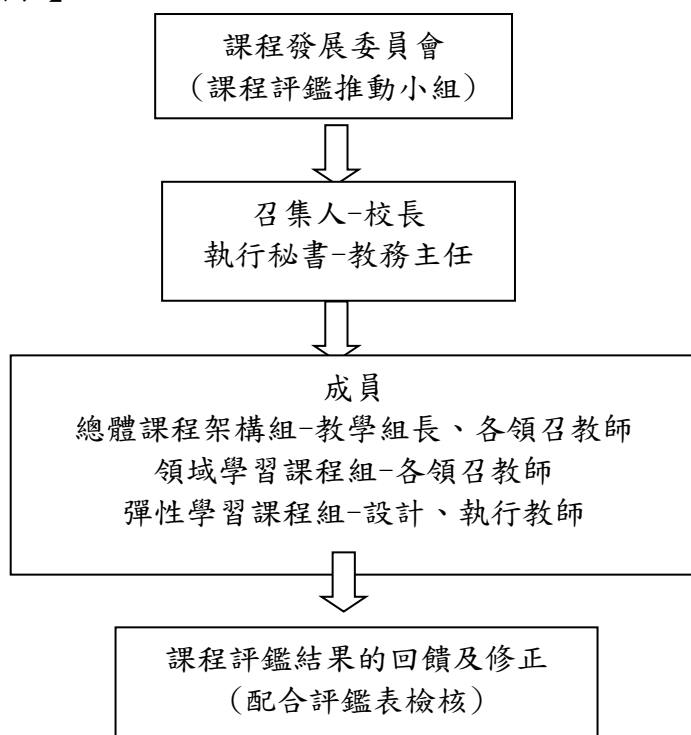 課程發展委員會
（課程評鑑推動小組）
召集人-校長
執行秘書-教務主任
成員
總體課程架構組-教學組長、各領召教師
領域學習課程組-各領召教師
彈性學習課程組-設計、執行教師
課程評鑑結果的回饋及修正
（配合評鑑表檢核）